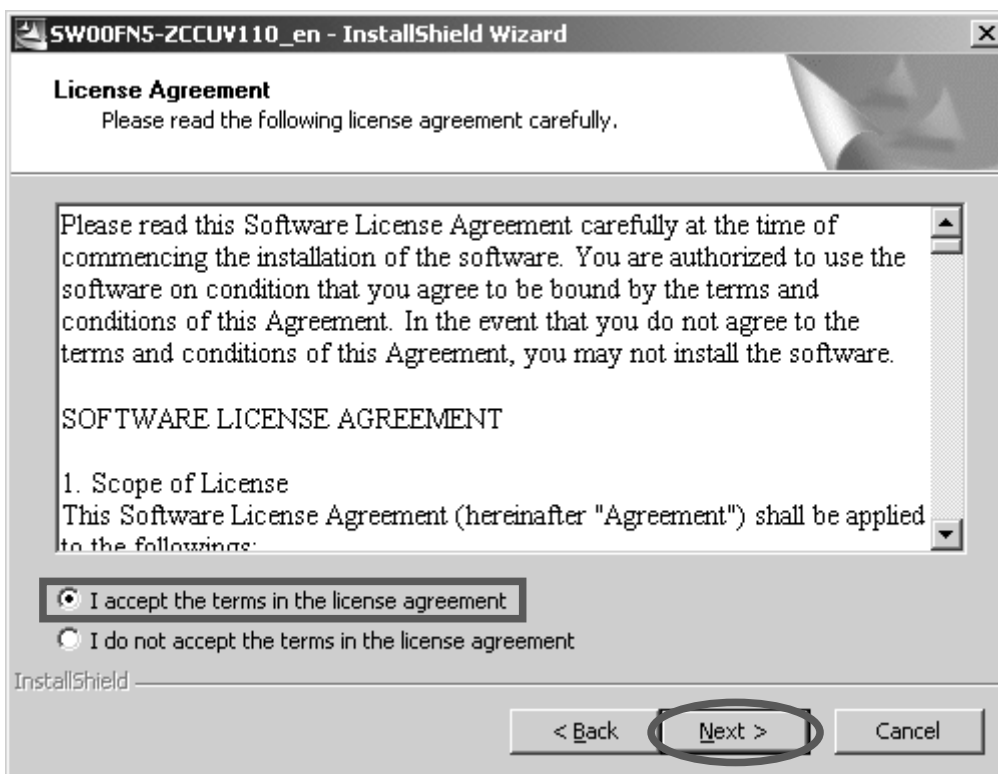 SW00FN5-ZCCUV110_en - InstallShield Wizard
License Agreement
Please read the following license agreement carefully.
Please read this Software License Agreement carefully at the time of
commencing the installation of the software. You are authorized to use the
software on condition that you agree to be bound by the terms and
conditions of this Agreement. In the event that you do not agree to the
terms and conditions of this Agreement, you may not install the software.
SOFTWARE LICENSE AGREEMENT
1. Scope of License
This Software License Agreement (hereinafter "Agreement") shall be applied
to the followings:
I accept the terms in the license agreement
I do not accept the terms in the license agreement
InstallShield
< Back Next > Cancel